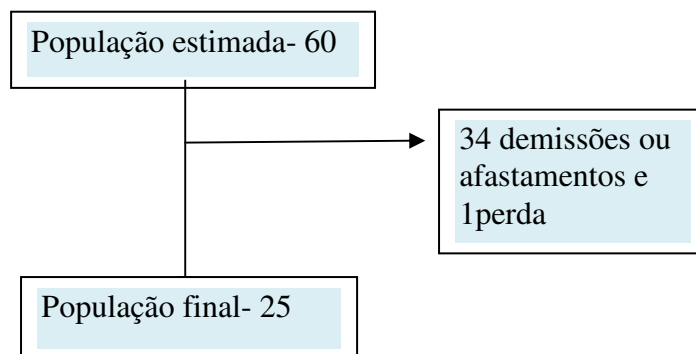 População estimada- 60
34 demissões ou
afastamentos e
1perda
População final- 25